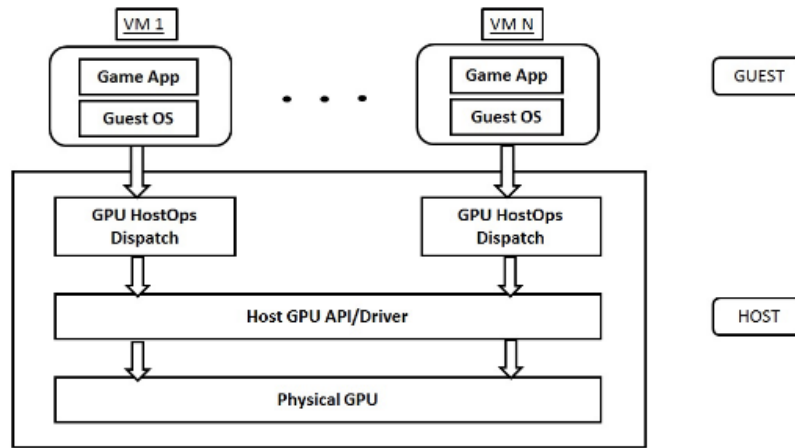 VM 1
VM N
Game App
Game App
GUEST
Guest OS
Guest OS
GPU HostOps
Dispatch
GPU HostOps
Dispatch
Host GPU API/Driver
HOST
Physical GPU